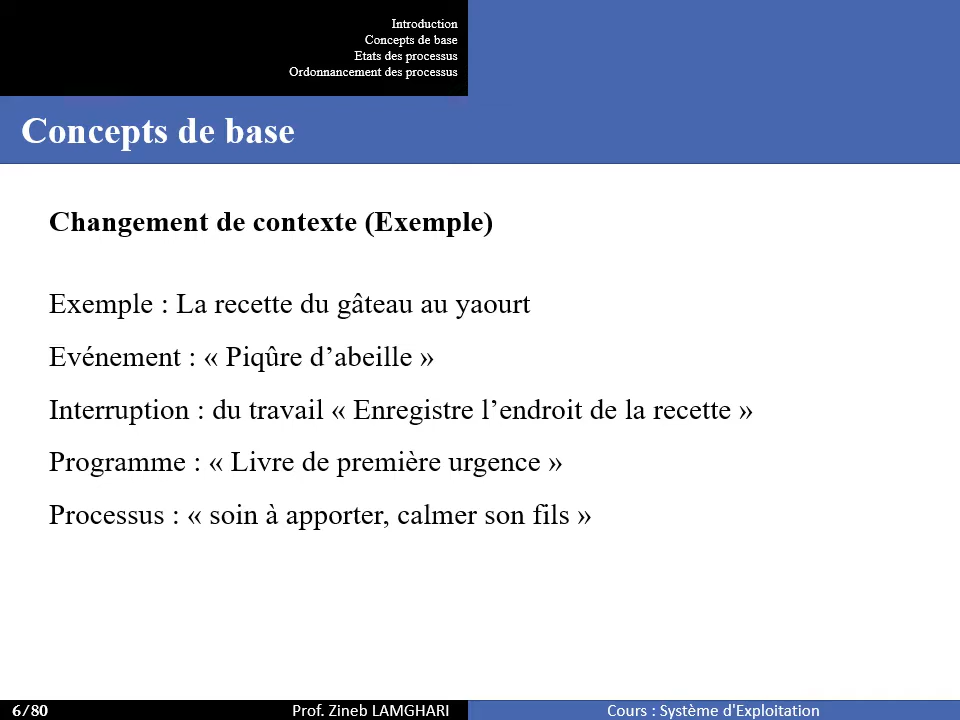 Introduction
Concepts de base
Etats des processus
Ordonnancement des processus
Concepts de base
Changement de contexte (Exemple)
Exemple : La recette du gâteau au yaourt
Evénement : « Piqûre d’abeille »
Interruption : du travail « Enregistre l’endroit de la recette »
Programme : « Livre de première urgence »
Processus : « soin à apporter, calmer son fils »
6/80
Prof. Zineb LAMGHARI
Cours : Système d'Exploitation